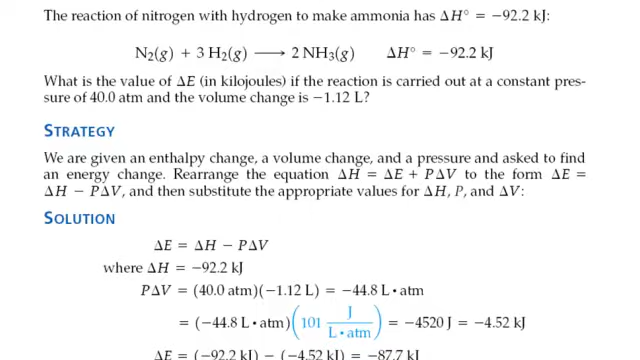 The reaction of nitrogen with hydrogen to make ammonia has ΔH° = −92.2 kJ:
N₂(g) + 3 H₂(g) ⟶ 2 NH₃(g) ΔH° = −92.2 kJ
What is the value of ΔE (in kilojoules) if the reaction is carried out at a constant pres-
sure of 40.0 atm and the volume change is −1.12 L?
STRATEGY
We are given an enthalpy change, a volume change, and a pressure and asked to find
an energy change. Rearrange the equation ΔH = ΔE + PΔV to the form ΔE =
ΔH − PΔV, and then substitute the appropriate values for ΔH, P, and ΔV:
SOLUTION
ΔE = ΔH − PΔV
where ΔH = −92.2 kJ
PΔV = (40.0 atm)(−1.12 L) = −44.8 L•atm
= (−44.8 L•atm)(101 J/L•atm) = −4520 J = −4.52 kJ
ΔE = (−92.2 kJ) − (−4.52 kJ) = −87.7 kJ